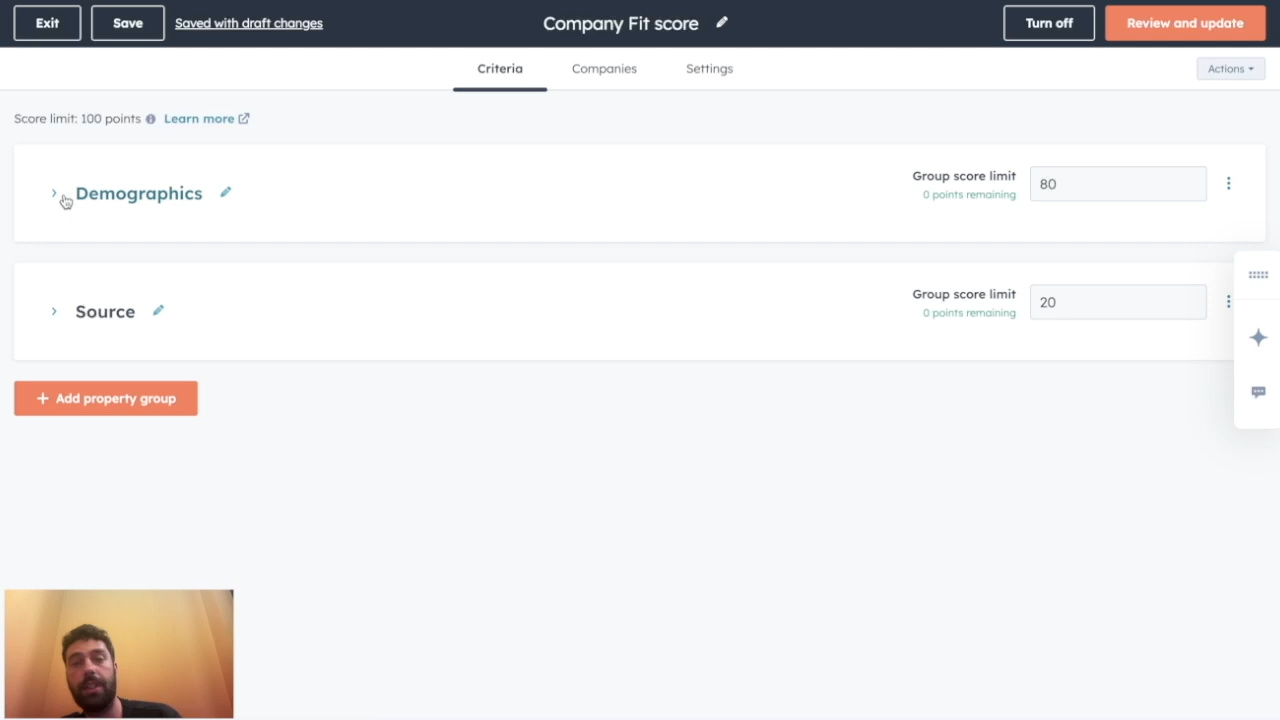 Exit
Save
Saved with draft changes
Company Fit score
Turn off
Review and update
Criteria
Companies
Settings
Actions
Score limit: 100 points
Learn more
Demographics
Group score limit
0 points remaining
80
Source
Group score limit
0 points remaining
20
+ Add property group